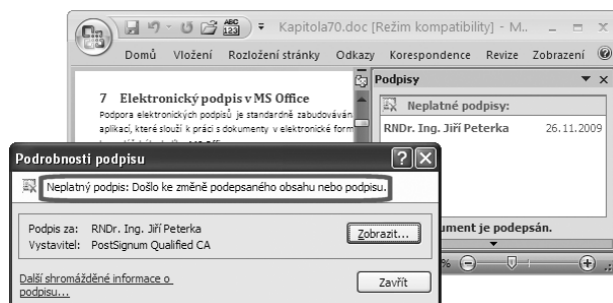 ABC
123
Kapitola70.doc [Režim kompatibility] - M..
Domů Vložení Rozložení stránky Odkazy Korespondence Revize Zobrazení
7 Elektronický podpis v MS Office
Podpora elektronických podpisů je standardně zabudován
aplikací, které slouží k práci s dokumenty v elektronické form
Podpisy
Neplatné podpisy:
RNDr. Ing. Jiří Peterka 26.11.2009
ument je podepsán.
%
Podrobnosti podpisu
Neplatný podpis: Došlo ke změně podepsaného obsahu nebo podpisu.
Podpis za: RNDr. Ing. Jiří Peterka
Vystavitel: PostSignum Qualified CA
Zobrazit...
Další shromážděné informace o
podpisu...
Zavřít